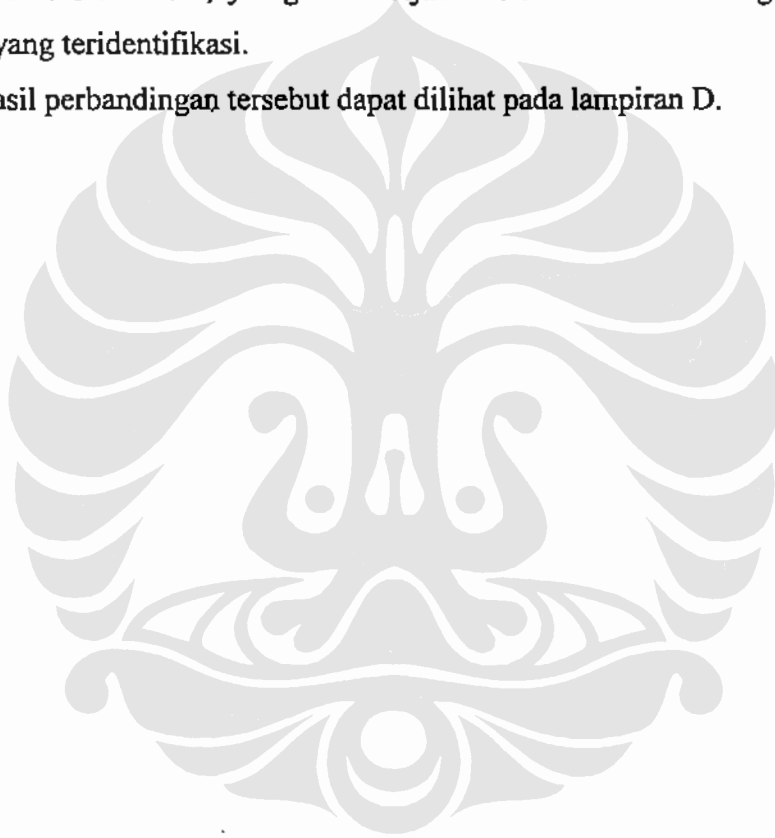 yang teridentifikasi.
asil perbandingan tersebut dapat dilihat pada lampiran D.